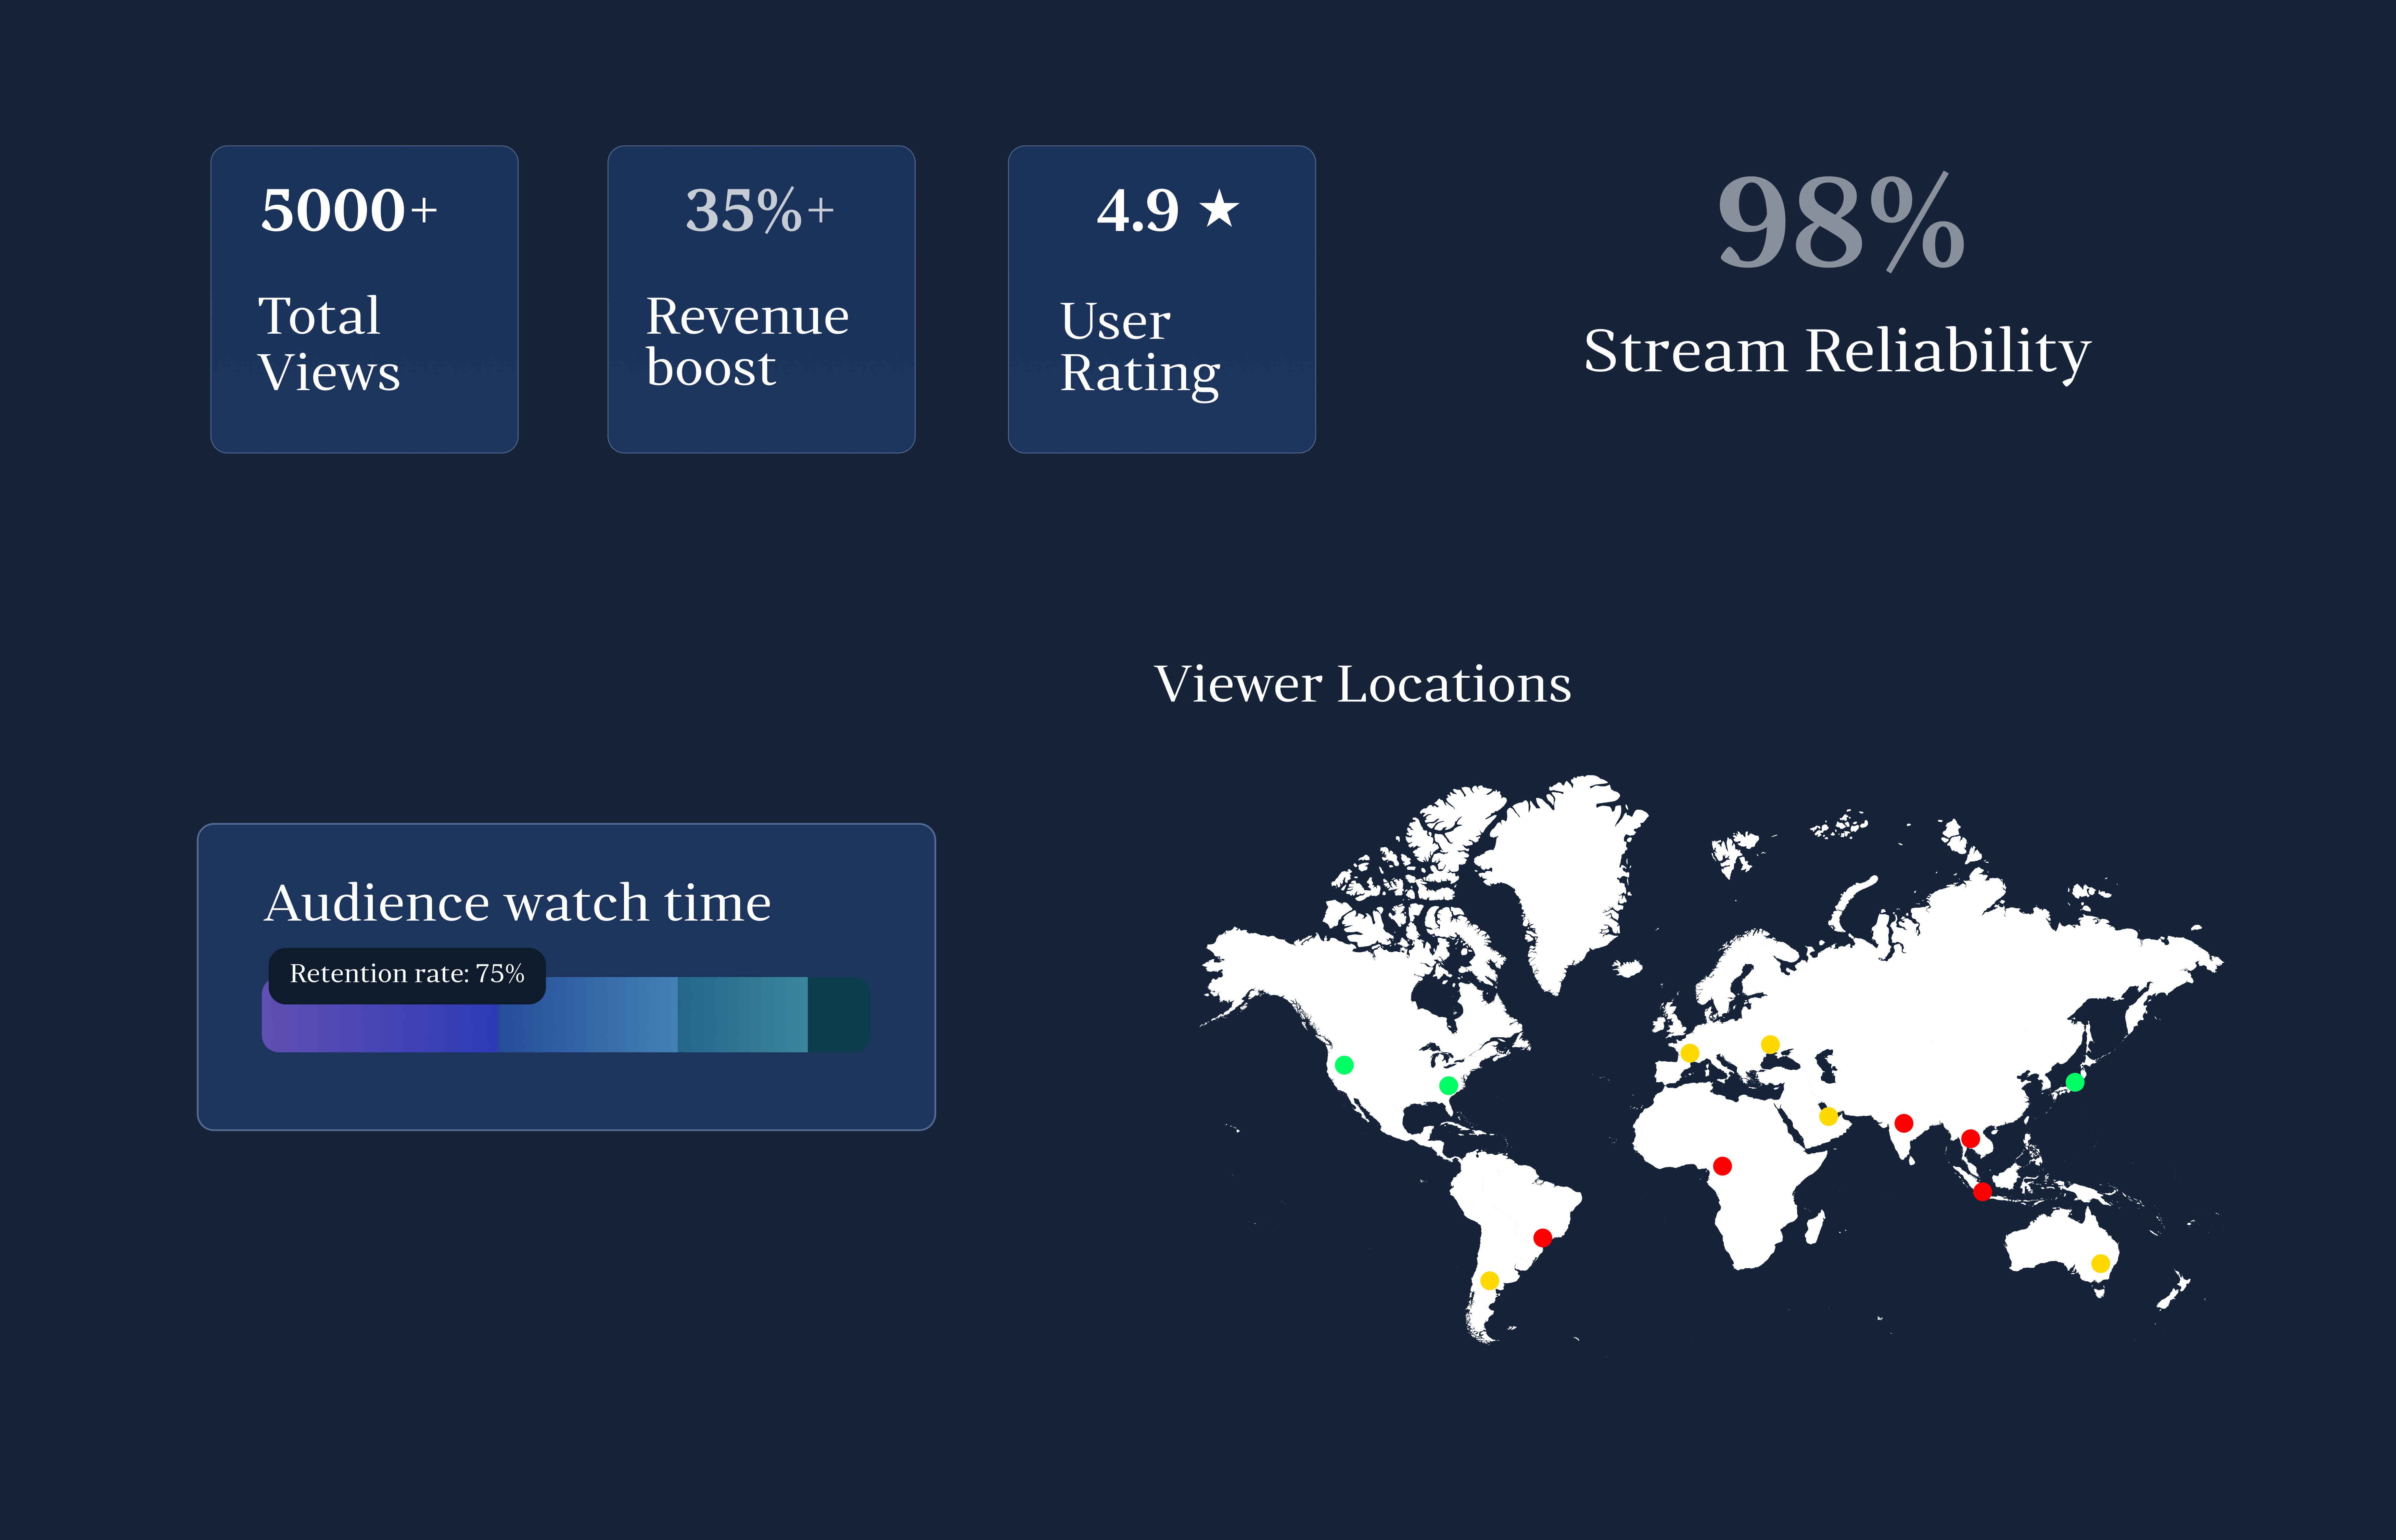 5000+
Total
Views
35%+
Revenue
boost
4.9 ★
User
Rating
98%
Stream Reliability
Viewer Locations
Audience watch time
Retention rate: 75%